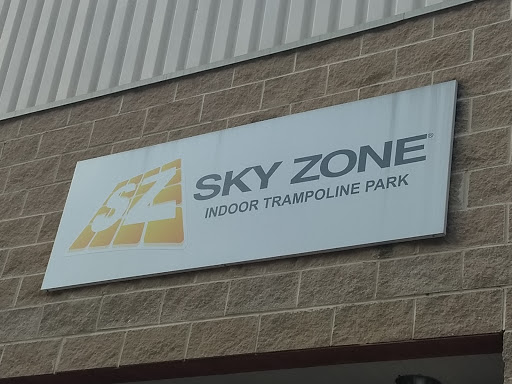 SZ
SKY ZONE®
INDOOR TRAMPOLINE PARK